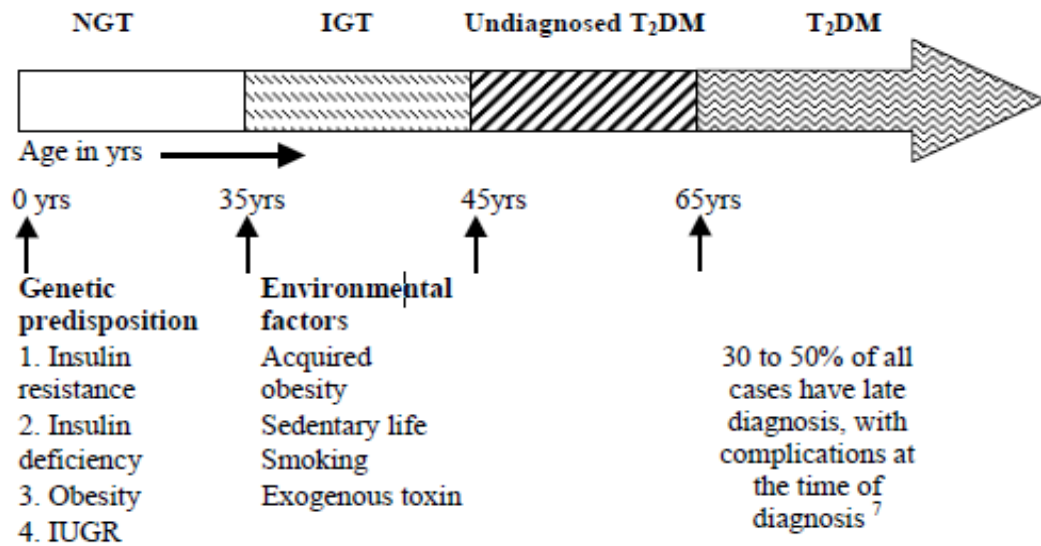 NGT IGT Undiagnosed T₂DM T₂DM
Age in yrs
0 yrs 35yrs 45yrs 65yrs
Genetic
predisposition
1. Insulin
resistance
2. Insulin
deficiency
3. Obesity
4. IUGR
Environmental
factors
Acquired
obesity
Sedentary life
Smoking
Exogenous toxin
30 to 50% of all
cases have late
diagnosis, with
complications at
the time of
diagnosis ⁷